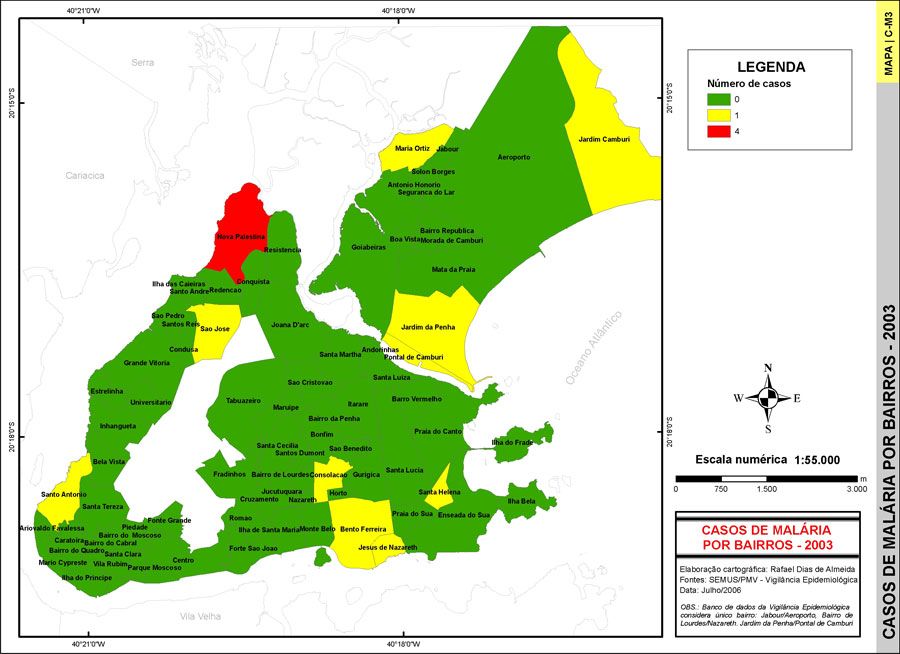 40°21'0"W
40°18'0"W
MAPA | C-M3
CASOS DE MALÁRIA POR BAIRROS - 2003
20°15'0"S
20°15'0"S
20°18'0"S
20°18'0"S
Serra
Cariacica
Vila Velha
Oceano Atlântico
LEGENDA
Número de casos
0
1
4
Jardim Camburi
Maria Ortiz
Jabour
Aeroporto
Solon Borges
Antonio Honorio
Seguranca do Lar
Bairro Republica
Boa Vista
Morada de Camburi
Goiabeiras
Mata da Praia
Nova Palestina
Resistencia
Conquista
Ilha das Caieiras
Santo Andre
Redencao
Sao Pedro
Santos Reis
Sao Jose
Joana D'arc
Jardim da Penha
Condusa
Andorinhas
Santa Martha
Pontal de Camburi
Grande Vitoria
Santa Luiza
Sao Cristovao
Estrelinha
Universitario
Tabuazeiro
Maruipe
Itarare
Barro Vermelho
Bairro da Penha
Inhangueta
Bonfim
Praia do Canto
Santa Cecilia
Sao Benedito
Santos Dumont
Ilha do Frade
Bela Vista
Fradinhos
Bairro de Lourdes
Consolacao
Gurigica
Santa Lucia
Santo Antonio
Jucutuquara
Horto
Santa Helena
Cruzamento
Nazareth
Santa Tereza
Ilha Bela
Romao
Praia do Sua
Enseada do Sua
Fonte Grande
Ariovaldo Favalessa
Piedade
Ilha de Santa Maria
Monte Belo
Bento Ferreira
Bairro do Moscoso
Caratoira
Bairro do Cabral
Bairro do Quadro
Santa Clara
Forte Sao Joao
Jesus de Nazareth
Mario Cypreste
Vila Rubim
Parque Moscoso
Centro
Ilha do Principe
N
W
E
S
Escala numérica 1:55.000
m
0
750
1.500
3.000
CASOS DE MALÁRIA
POR BAIRROS - 2003
Elaboração cartográfica: Rafael Dias de Almeida
Fontes: SEMUS/PMV - Vigilância Epidemiológica
Data: Julho/2006
OBS.: Banco de dados da Vigilância Epidemiológica
considera único bairro: Jabour/Aeroporto, Bairro de
Lourdes/Nazareth. Jardim da Penha/Pontal de Camburi
40°21'0"W
40°18'0"W